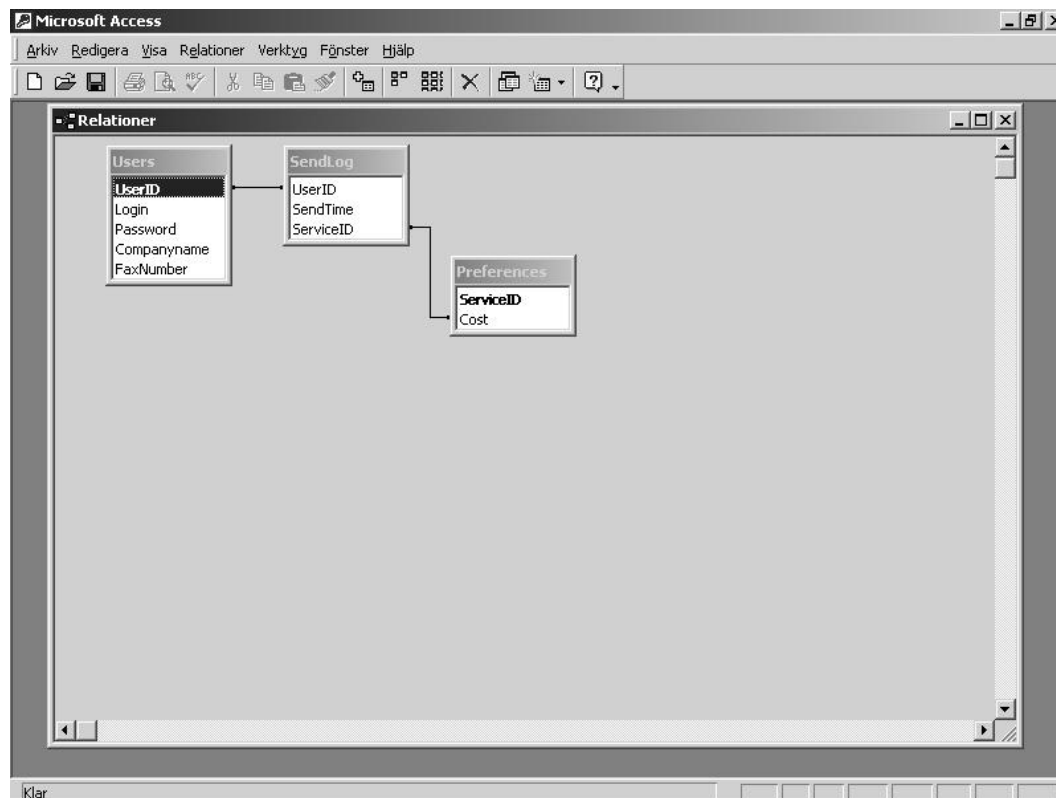 Microsoft Access
Arkiv Redigera Visa Relationer Verktyg Fönster Hjälp
Relationer
Users
UserID
Login
Password
Companyname
FaxNumber
SendLog
UserID
SendTime
ServiceID
Preferences
ServiceID
Cost
Klar